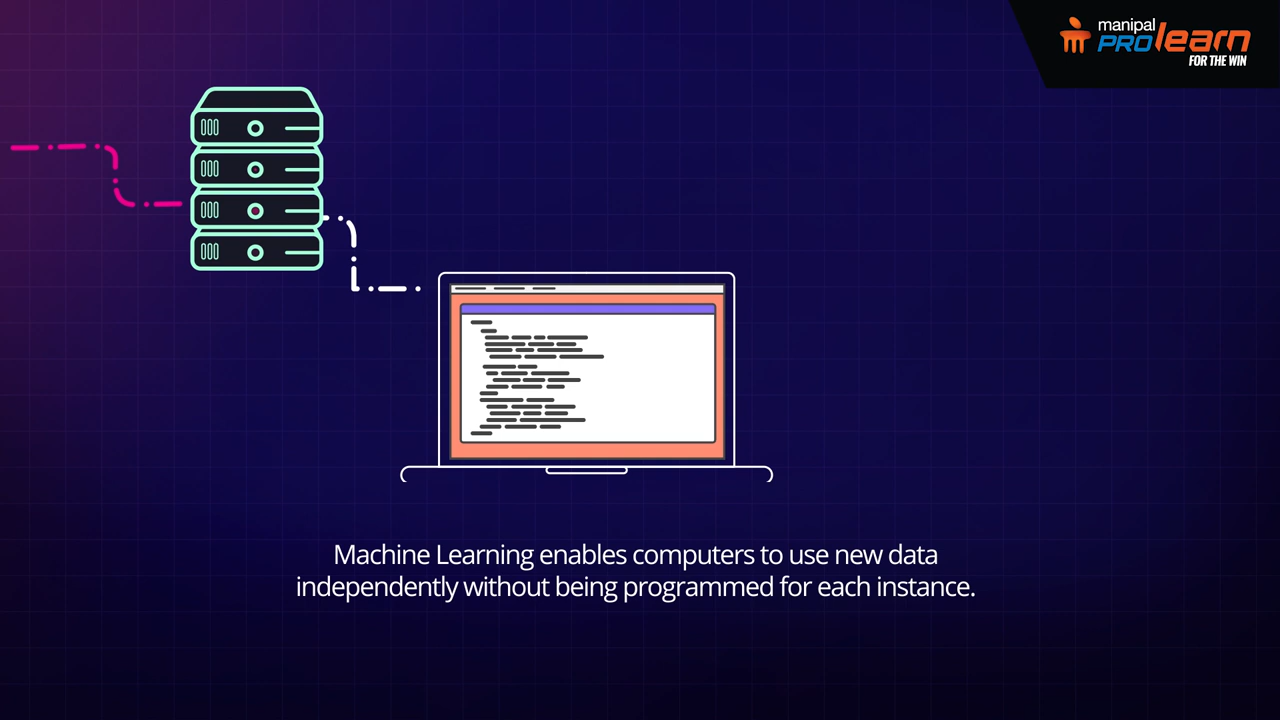 manipal
PROlearn
FOR THE WIN
Machine Learning enables computers to use new data
independently without being programmed for each instance.